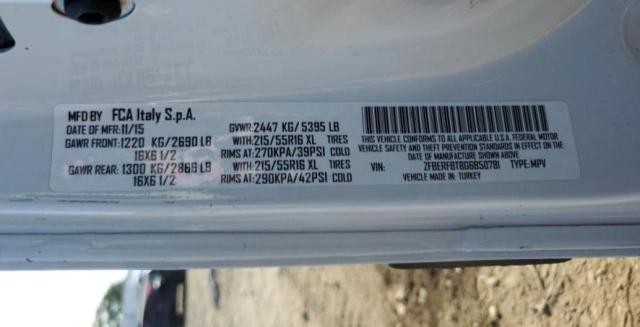 MFD BY FCA Italy S.p.A.
DATE OF MFR: 11/15 GVWR: 2447 KG / 5395 LB
GAWR FRONT: 1220 KG/2690 LB WITH: 215/55R16 XL TIRES
16X6 1/2 RIMS AT: 270KPA/39PSI COLD
GAWR REAR: 1300 KG/2866 LB WITH: 215/55R16 XL TIRES
16X6 1/2 RIMS AT: 290KPA/42PSI COLD
THIS VEHICLE CONFORMS TO ALL APPLICABLE U.S.A. FEDERAL MOTOR
VEHICLE SAFETY AND THEFT PREVENTION STANDARDS IN EFFECT
ON THE DATE OF MANUFACTURE SHOWN ABOVE.
VIN: ZFBERFBT8G6B50781 TYPE: MPV
VEHICLE MADE IN: TURKEY